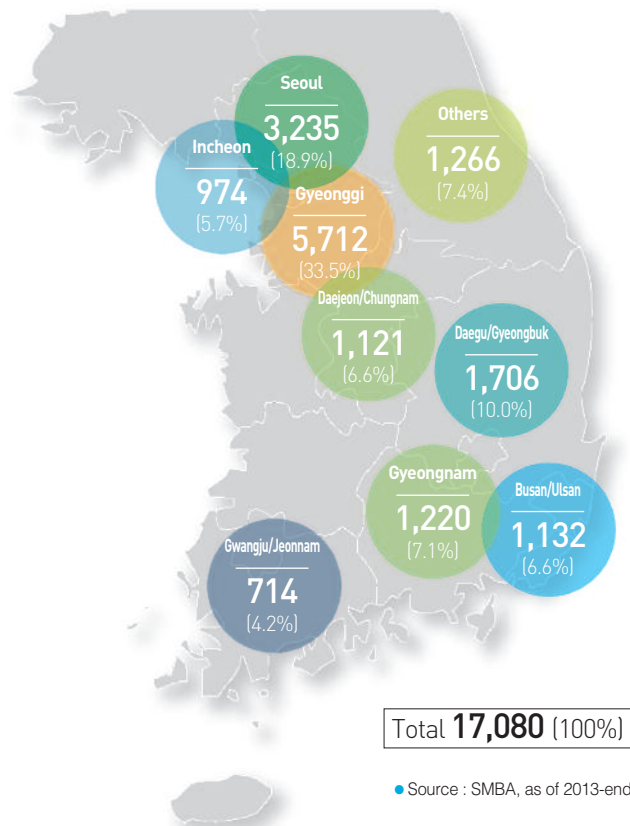 Seoul
3,235
(18.9%)
Others
1,266
(7.4%)
Incheon
974
(5.7%)
Gyeonggi
5,712
(33.5%)
Daejeon/Chungnam
1,121
(6.6%)
Daegu/Gyeongbuk
1,706
(10.0%)
Gyeongnam
1,220
(7.1%)
Busan/Ulsan
1,132
(6.6%)
Gwangju/Jeonnam
714
(4.2%)
Total 17,080 (100%)
● Source : SMBA, as of 2013-end